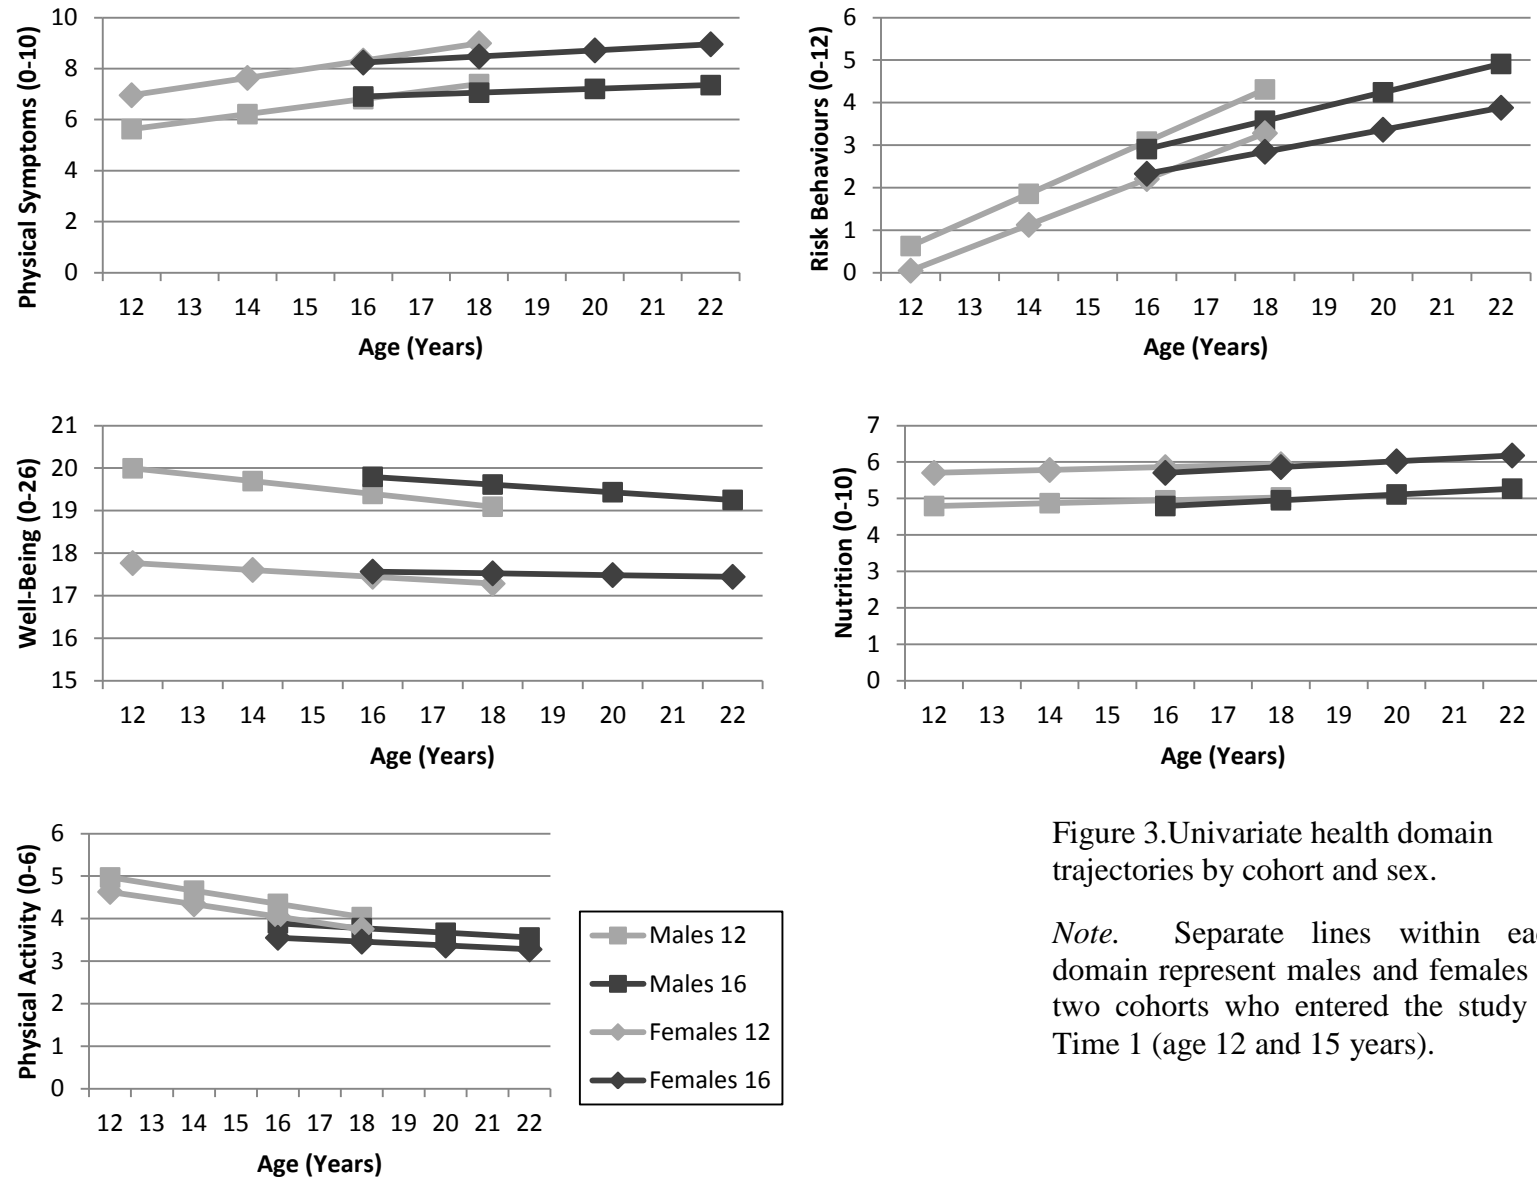 Physical Symptoms (0-10)
10
8
6
4
2
0
12 13 14 15 16 17 18 19 20 21 22
Age (Years)
Risk Behaviours (0-12)
6
5
4
3
2
1
0
12 13 14 15 16 17 18 19 20 21 22
Age (Years)
Well-Being (0-26)
21
20
19
18
17
16
15
12 13 14 15 16 17 18 19 20 21 22
Age (Years)
Nutrition (0-10)
7
6
5
4
3
2
1
0
12 13 14 15 16 17 18 19 20 21 22
Age (Years)
Physical Activity (0-6)
6
5
4
3
2
1
0
12 13 14 15 16 17 18 19 20 21 22
Age (Years)
Males 12
Males 16
Females 12
Females 16
Figure 3.Univariate health domain
trajectories by cohort and sex.
Note. Separate lines within
domain represent males and females
two cohorts who entered the study
Time 1 (age 12 and 15 years).